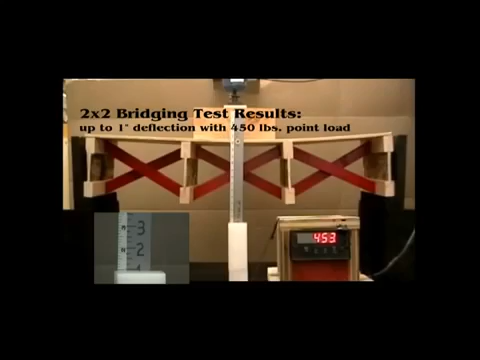 2x2 Bridging Test Results:
up to 1" deflection with 450 lbs. point load
3
2
453